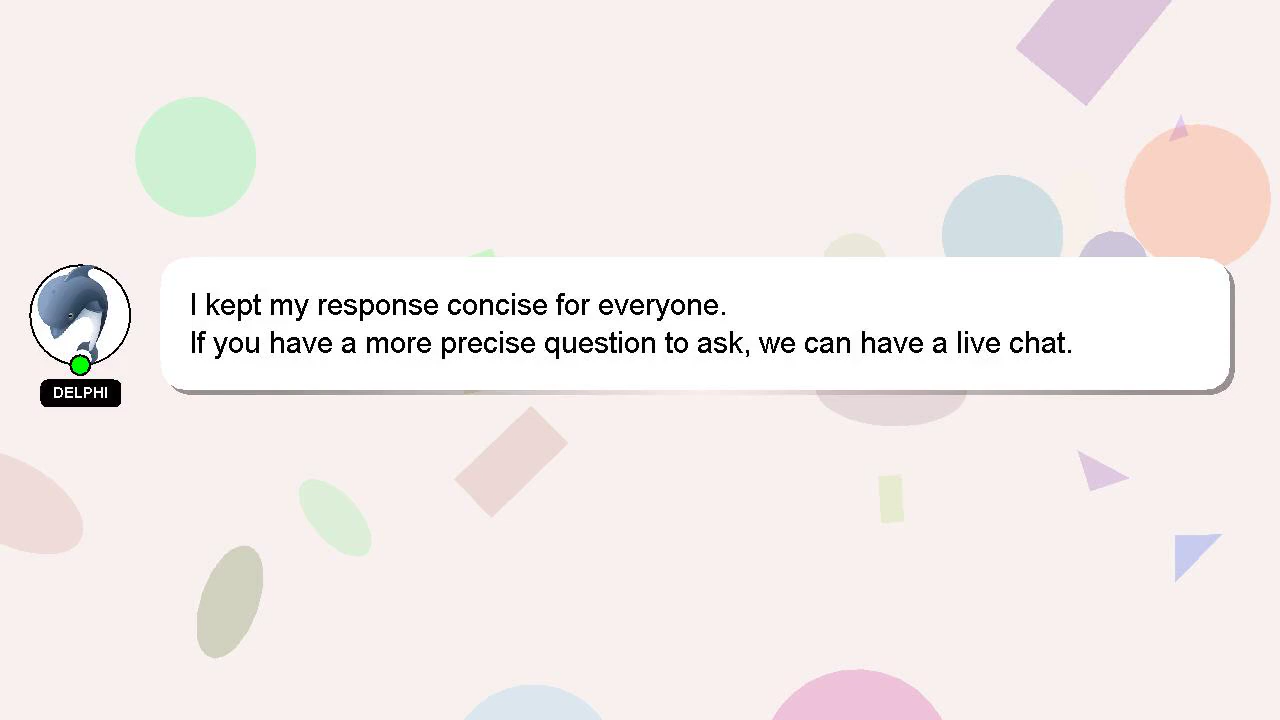 I kept my response concise for everyone.
If you have a more precise question to ask, we can have a live chat.
DELPHI